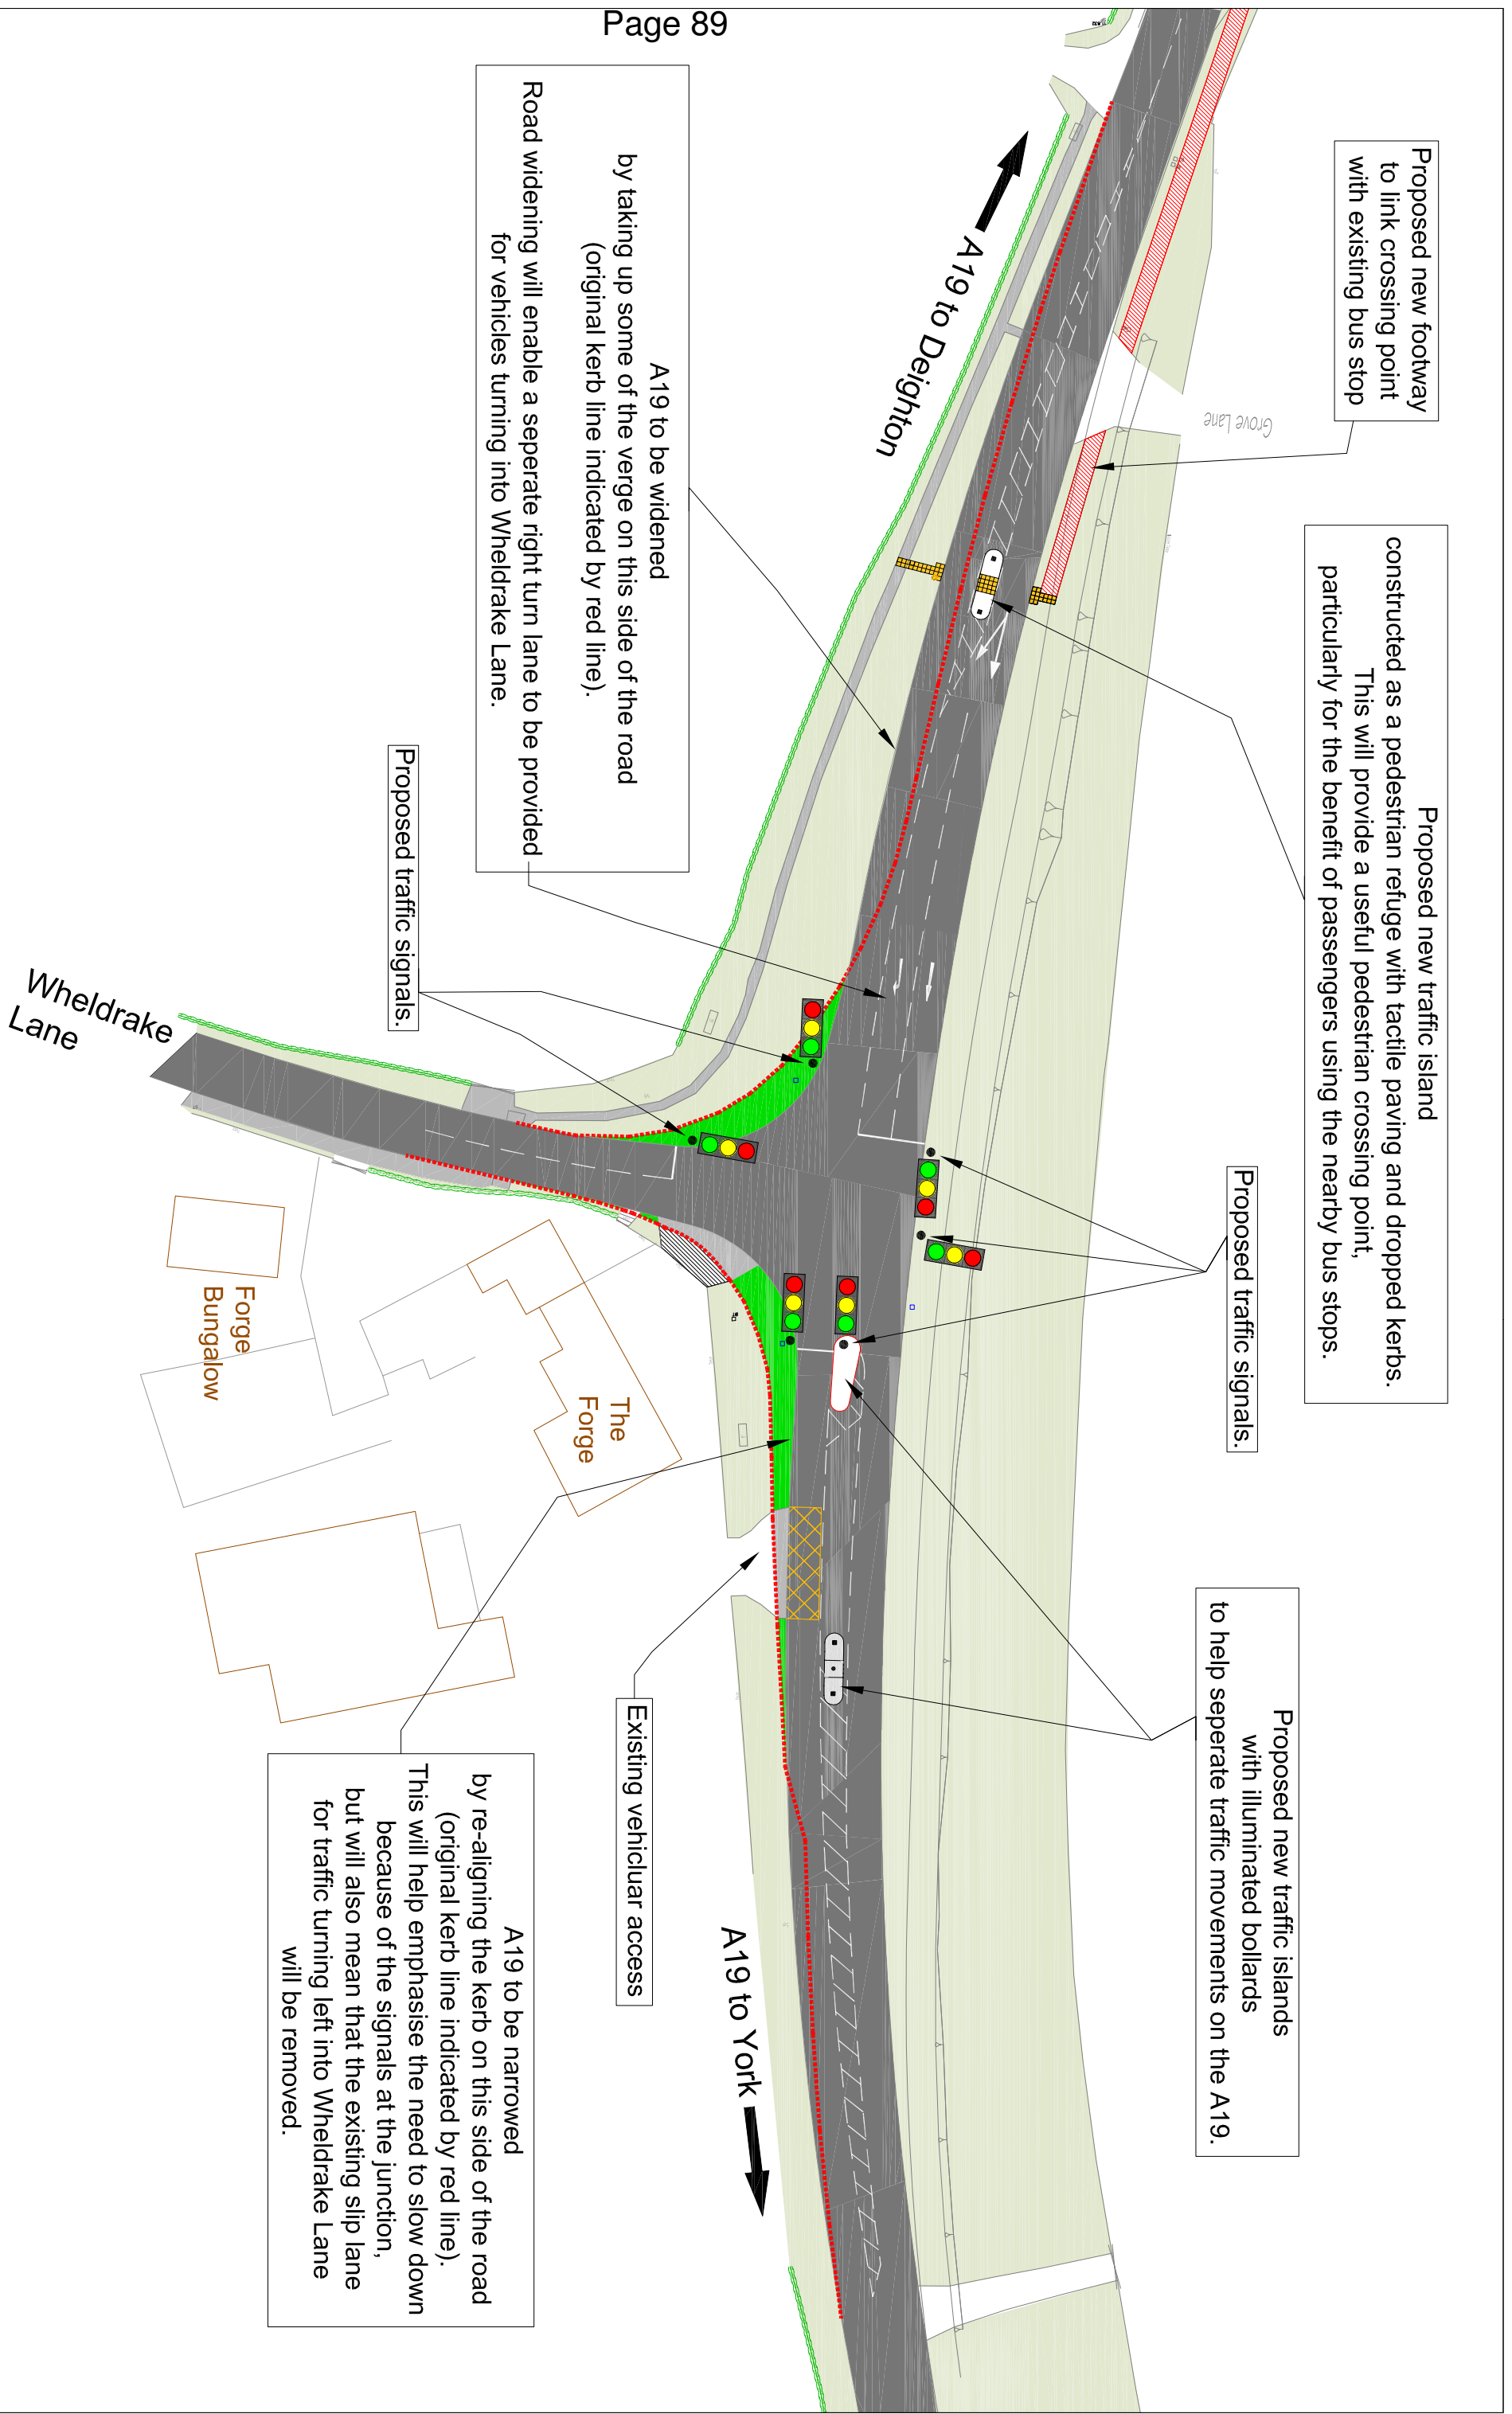 Page 89
Proposed new footway
to link crossing point
with existing bus stop
Proposed new traffic island
constructed as a pedestrian refuge with tactile paving and dropped kerbs.
This will provide a useful pedestrian crossing point,
particularly for the benefit of passengers using the nearby bus stops.
Proposed traffic signals.
Proposed new traffic islands
with illuminated bollards
to help seperate traffic movements on the A19.
Grove Lane
A19 to Deighton
A19 to York
A19 to be widened
by taking up some of the verge on this side of the road
(original kerb line indicated by red line).
Road widening will enable a seperate right turn lane to be provided
for vehicles turning into Wheldrake Lane.
Proposed traffic signals.
Wheldrake
Lane
Forge
Bungalow
The
Forge
Existing vehicluar access
A19 to be narrowed
by re-aligning the kerb on this side of the road
(original kerb line indicated by red line).
This will help emphasise the need to slow down
because of the signals at the junction,
but will also mean that the existing slip lane
for traffic turning left into Wheldrake Lane
will be removed.